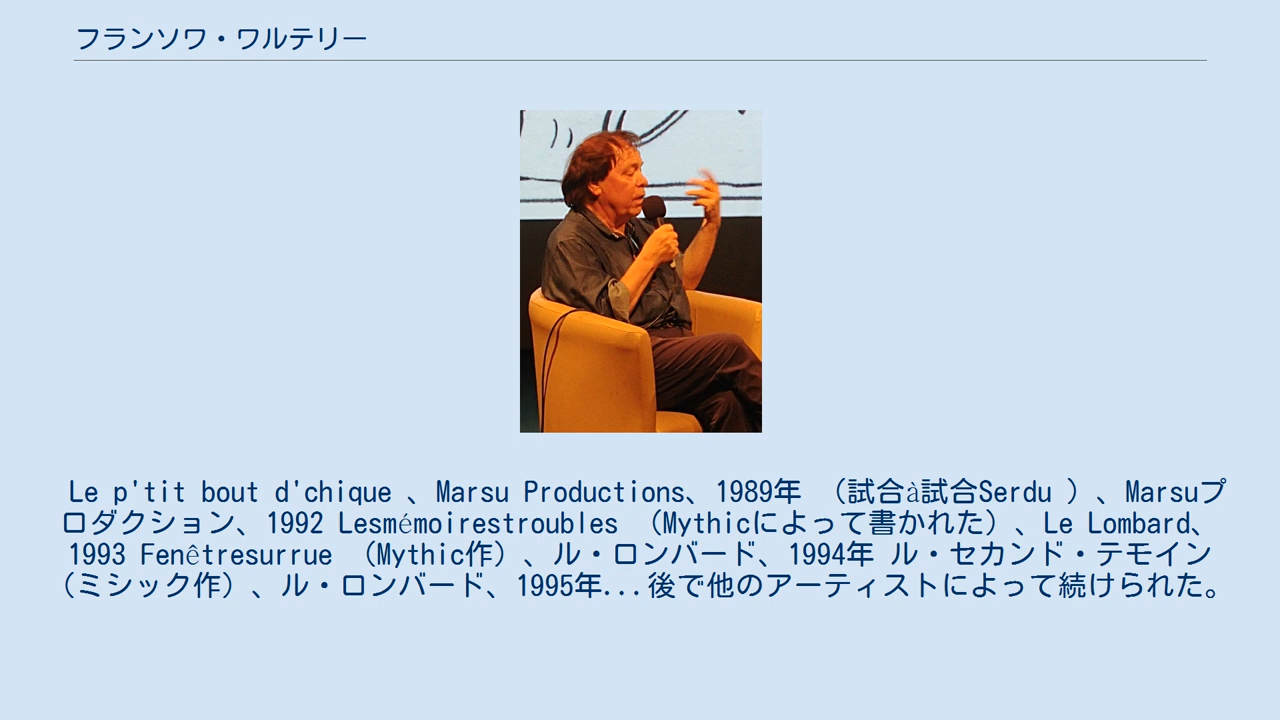 フランソワ・ワルテリー
Le p'tit bout d'chique 、Marsu Productions、1989年 （試合à試合Serdu ）、Marsuプ
ロダクション、1992 Lesmémoirestroubles （Mythicによって書かれた）、Le Lombard、
1993 Fenêtresurrue （Mythic作）、ル・ロンバード、1994年 ル・セカンド・テモイン
（ミシック作）、ル・ロンバード、1995年...後で他のアーティストによって続けられた。